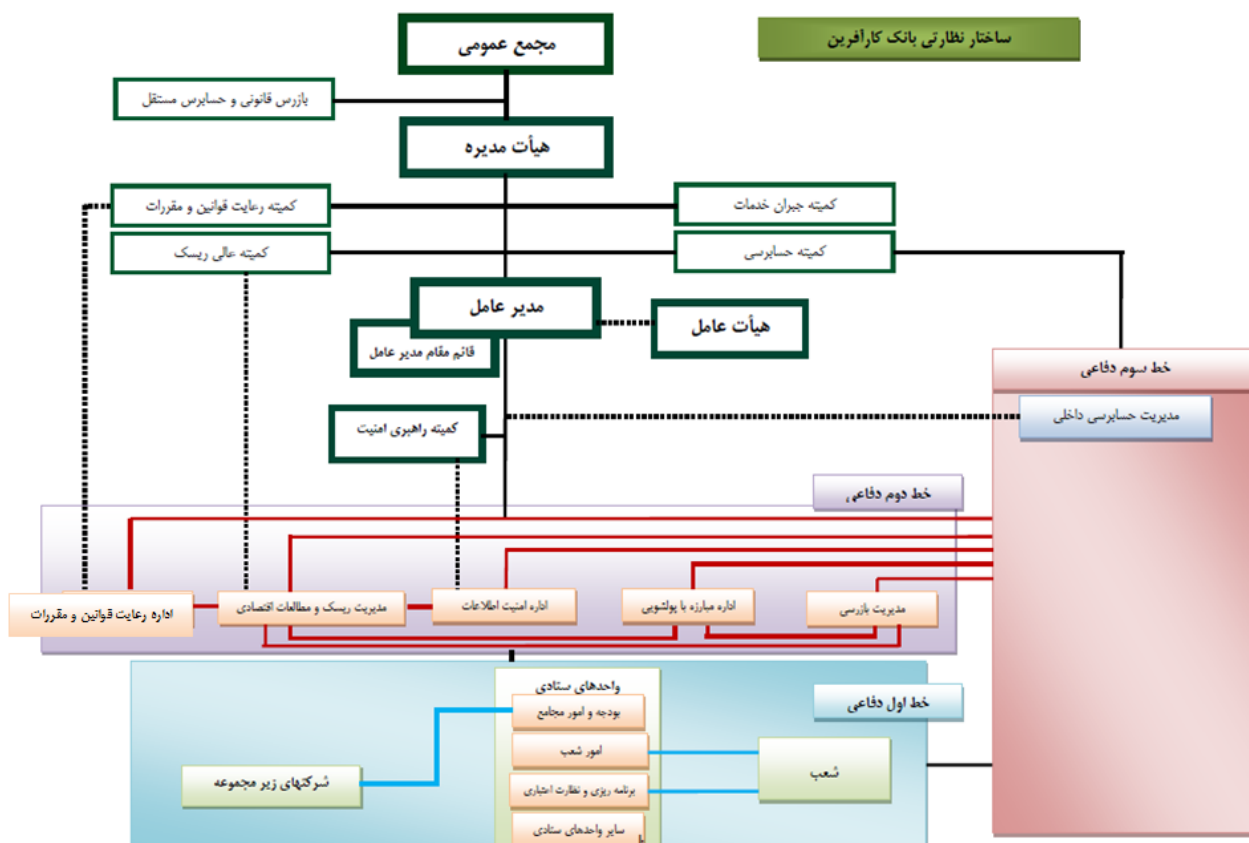 ساختار نظارتی بانک کارآفرین
مجمع عمومی
بازرس قانونی و حسابرس مستقل
هیأت مدیره
کمیته جبران خدمات
کمیته رعایت قوانین و مقررات
کمیته حسابرسی
کمیته عالی ریسک
مدیر عامل
هیأت عامل
قائم مقام مدیر عامل
خط سوم دفاعی
مدیریت حسابرسی داخلی
کمیته راهبری امنیت
خط دوم دفاعی
مدیریت بازرسی
اداره مبارزه با پولشویی
اداره امنیت اطلاعات
مدیریت ریسک و مطالعات اقتصادی
اداره رعایت قوانین و مقررات
خط اول دفاعی
واحدهای ستادی
بودجه و امور مجامع
امور شعب
برنامه ریزی و نظارت اعتباری
سایر واحدهای ستادی
شعب
شرکتهای زیر مجموعه